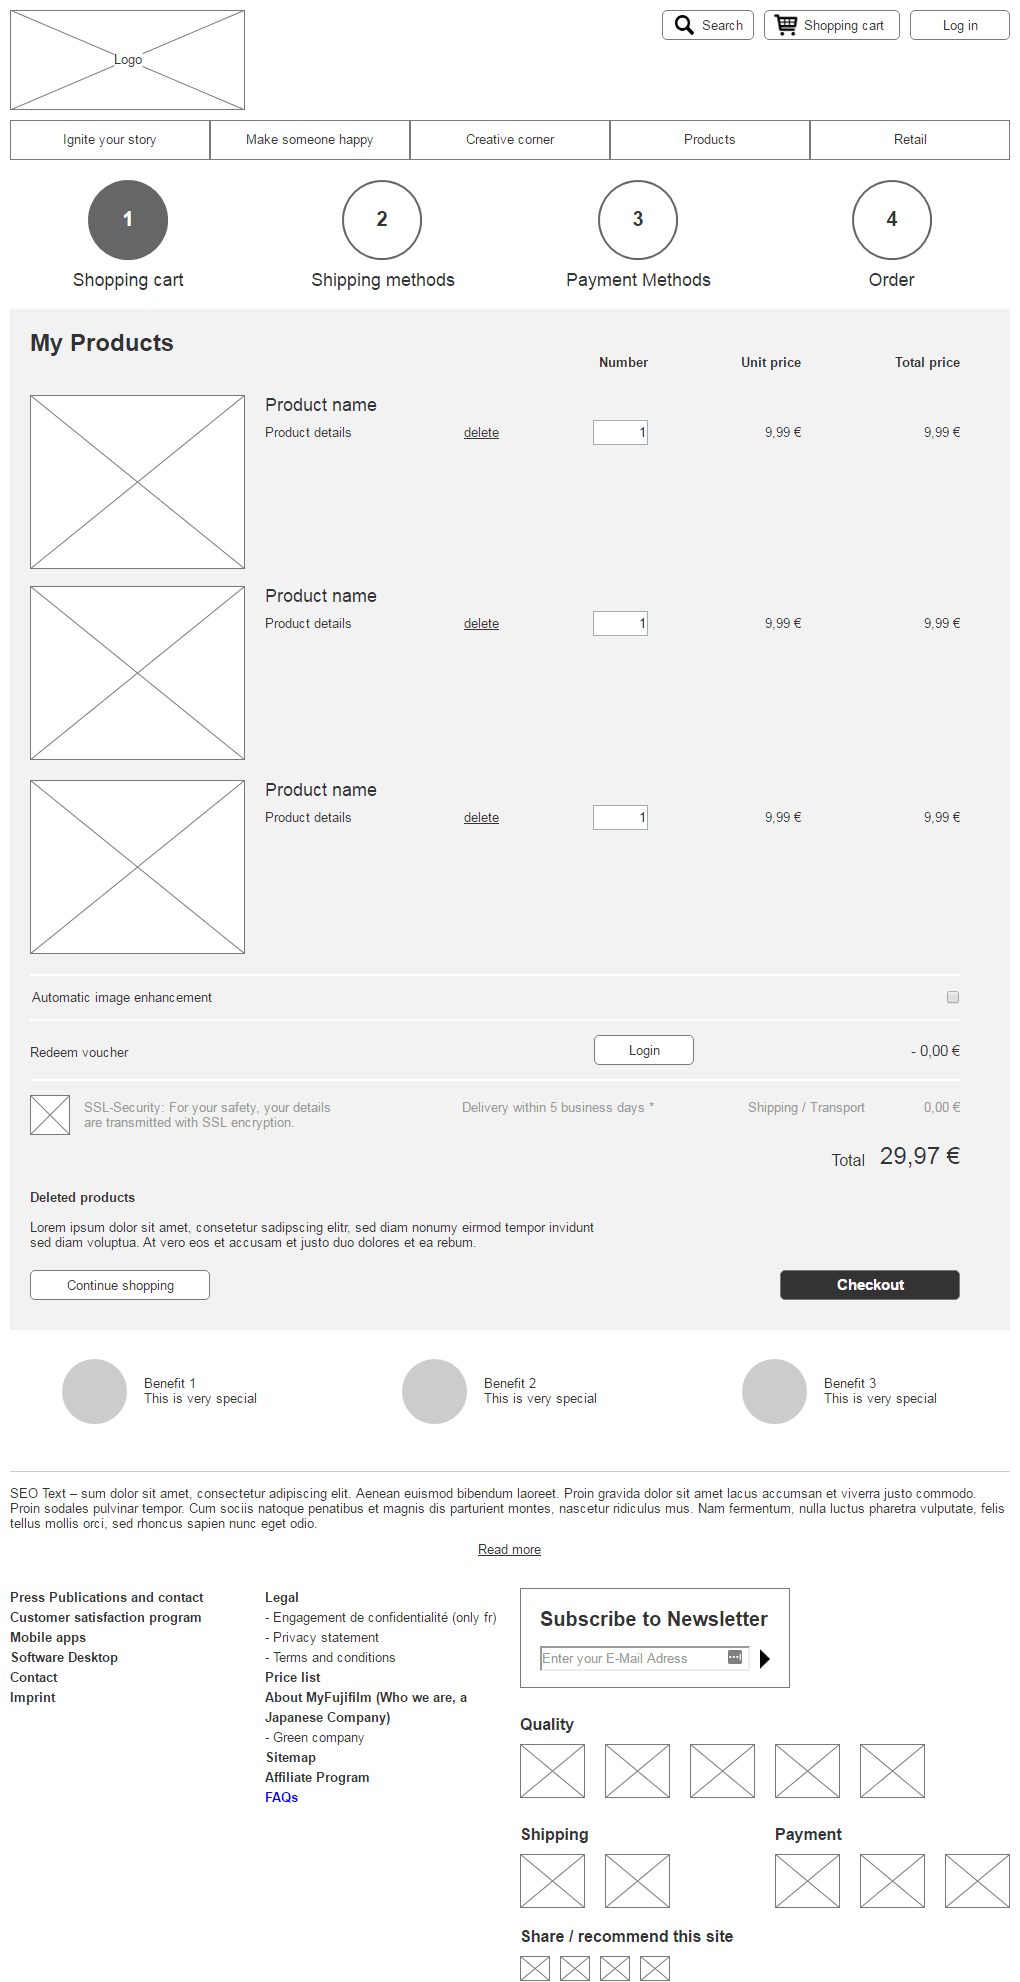 Logo
Search
Shopping cart
Log in
Ignite your story
Make someone happy
Creative corner
Products
Retail
1
2
3
4
Shopping cart
Shipping methods
Payment Methods
Order
My Products
Number
Unit price
Total price
Product name
Product details
delete
1
9,99 €
9,99 €
Product name
Product details
delete
1
9,99 €
9,99 €
Product name
Product details
delete
1
9,99 €
9,99 €
Automatic image enhancement
Redeem voucher
Login
- 0,00 €
SSL-Security: For your safety, your details
are transmitted with SSL encryption.
Delivery within 5 business days *
Shipping / Transport
0,00 €
Total
29,97 €
Deleted products
Lorem ipsum dolor sit amet, consetetur sadipscing elitr, sed diam nonumy eirmod tempor invidunt
sed diam voluptua. At vero eos et accusam et justo duo dolores et ea rebum.
Continue shopping
Checkout
Benefit 1
This is very special
Benefit 2
This is very special
Benefit 3
This is very special
SEO Text – sum dolor sit amet, consectetur adipiscing elit. Aenean euismod bibendum laoreet. Proin gravida dolor sit amet lacus accumsan et viverra justo commodo.
Proin sodales pulvinar tempor. Cum sociis natoque penatibus et magnis dis parturient montes, nascetur ridiculus mus. Nam fermentum, nulla luctus pharetra vulputate, felis
tellus mollis orci, sed rhoncus sapien nunc eget odio.
Read more
Press Publications and contact
Customer satisfaction program
Mobile apps
Software Desktop
Contact
Imprint
Legal
- Engagement de confidentialité (only fr)
- Privacy statement
- Terms and conditions
Price list
About MyFujifilm (Who we are, a
Japanese Company)
- Green company
Sitemap
Affiliate Program
FAQs
Subscribe to Newsletter
Enter your E-Mail Adress
Quality
Shipping
Payment
Share / recommend this site